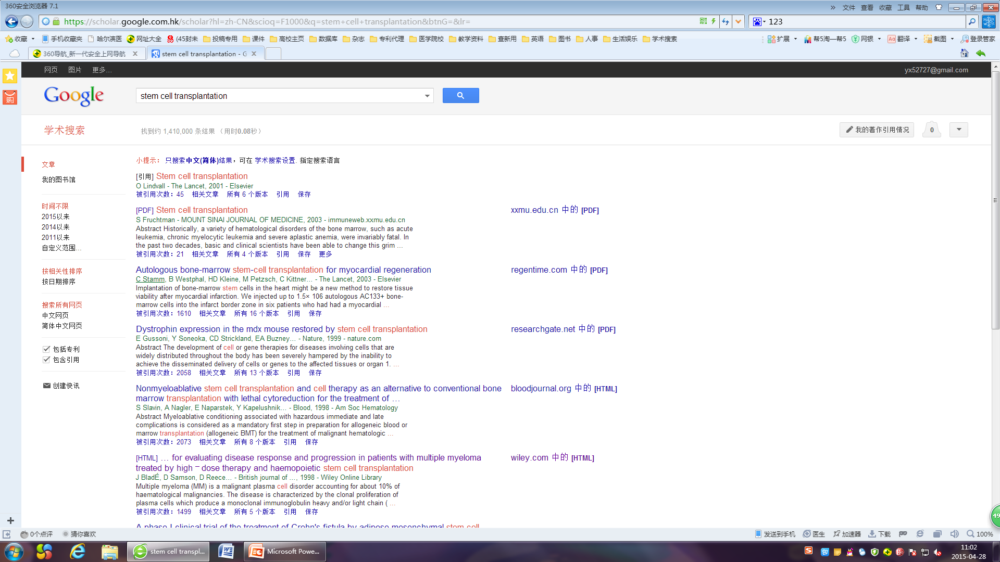 360安全浏览器 7.1
» 文件 查看 收藏 工具 帮助
https://scholar.google.com.hk/scholar?hl=zh-CN&scioq=F1000&q=stem+cell+transplantation&btnG=&lr=
123
收藏 手机收藏夹 哈尔滨医 网址大全 (45封未 投稿专用 课件 高校主页 数据库 杂志 专利代理 医学院校 教学资料 查新用 英语 图书 人事 生活娱乐 学术搜索 扩展 帮5淘—帮5 网银 翻译 截图 登录管家
360导航_新一代安全上网导航 stem cell transplantation - G
网页 图片 更多... yx52727@gmail.com
Google stem cell transplantation
学术搜索 找到约 1,410,000 条结果 （用时0.08秒） 我的著作引用情况 0
文章
我的图书馆
时间不限
2015以来
2014以来
2011以来
自定义范围...
按相关性排序
按日期排序
搜索所有网页
中文网页
简体中文网页
包括专利
包含引用
创建快讯
小提示： 只搜索中文(简体)结果，可在 学术搜索设置. 指定搜索语言
[引用] Stem cell transplantation
O Lindvall - The Lancet, 2001 - Elsevier
被引用次数：45 相关文章 所有 6 个版本 引用 保存
[PDF] Stem cell transplantation xxmu.edu.cn 中的 [PDF]
S Fruchtman - MOUNT SINAI JOURNAL OF MEDICINE, 2003 - immuneweb.xxmu.edu.cn
Abstract Historically, a variety of hematological disorders of the bone marrow, such as acute
leukemia, chronic myelocytic leukemia and severe aplastic anemia, were invariably fatal. In
the past two decades, basic and clinical scientists have been able to change this grim ...
被引用次数：21 相关文章 所有 4 个版本 引用 保存 更多
Autologous bone-marrow stem-cell transplantation for myocardial regeneration regentime.com 中的 [PDF]
C Stamm, B Westphal, HD Kleine, M Petzsch, C Kittner... - The Lancet, 2003 - Elsevier
Implantation of bone-marrow stem cells in the heart might be a new method to restore tissue
viability after myocardial infarction. We injected up to 1.5× 106 autologous AC133+ bone-
marrow cells into the infarct border zone in six patients who had had a myocardial ...
被引用次数：1610 相关文章 所有 16 个版本 引用 保存
Dystrophin expression in the mdx mouse restored by stem cell transplantation researchgate.net 中的 [PDF]
E Gussoni, Y Soneoka, CD Strickland, EA Buzney... - Nature, 1999 - nature.com
Abstract The development of cell or gene therapies for diseases involving cells that are
widely distributed throughout the body has been severely hampered by the inability to
achieve the disseminated delivery of cells or genes to the affected tissues or organ 1. ...
被引用次数：2058 相关文章 所有 13 个版本 引用 保存
Nonmyeloablative stem cell transplantation and cell therapy as an alternative to conventional bone bloodjournal.org 中的 [HTML]
marrow transplantation with lethal cytoreduction for the treatment of ...
S Slavin, A Nagler, E Naparstek, Y Kapelushnik... - Blood, 1998 - Am Soc Hematology
Abstract Myeloablative conditioning associated with hazardous immediate and late
complications is considered as a mandatory first step in preparation for allogeneic blood or
marrow transplantation (allogeneic BMT) for the treatment of malignant hematologic ...
被引用次数：2073 相关文章 所有 8 个版本 引用 保存
[HTML] ... for evaluating disease response and progression in patients with multiple myeloma wiley.com 中的 [HTML]
treated by high‐dose therapy and haemopoietic stem cell transplantation
J BladÉ, D Samson, D Reece... - British journal of ..., 1998 - Wiley Online Library
Multiple myeloma (MM) is a malignant plasma cell disorder accounting for about 10% of
haematological malignancies. The disease is characterized by the clonal proliferation of
plasma cells which produce a monoclonal immunoglobulin heavy and/or light chain ( ...
被引用次数：1499 相关文章 所有 5 个版本 引用 保存
A phase I clinical trial of the treatment of Crohn's fistula by adipose mesenchymal stem cell
购
49
0个点评 猜你喜欢 发送到手机 医生 加速器 下载 100%
stem cell transpl... Microsoft Powe... 11:02
2015-04-28